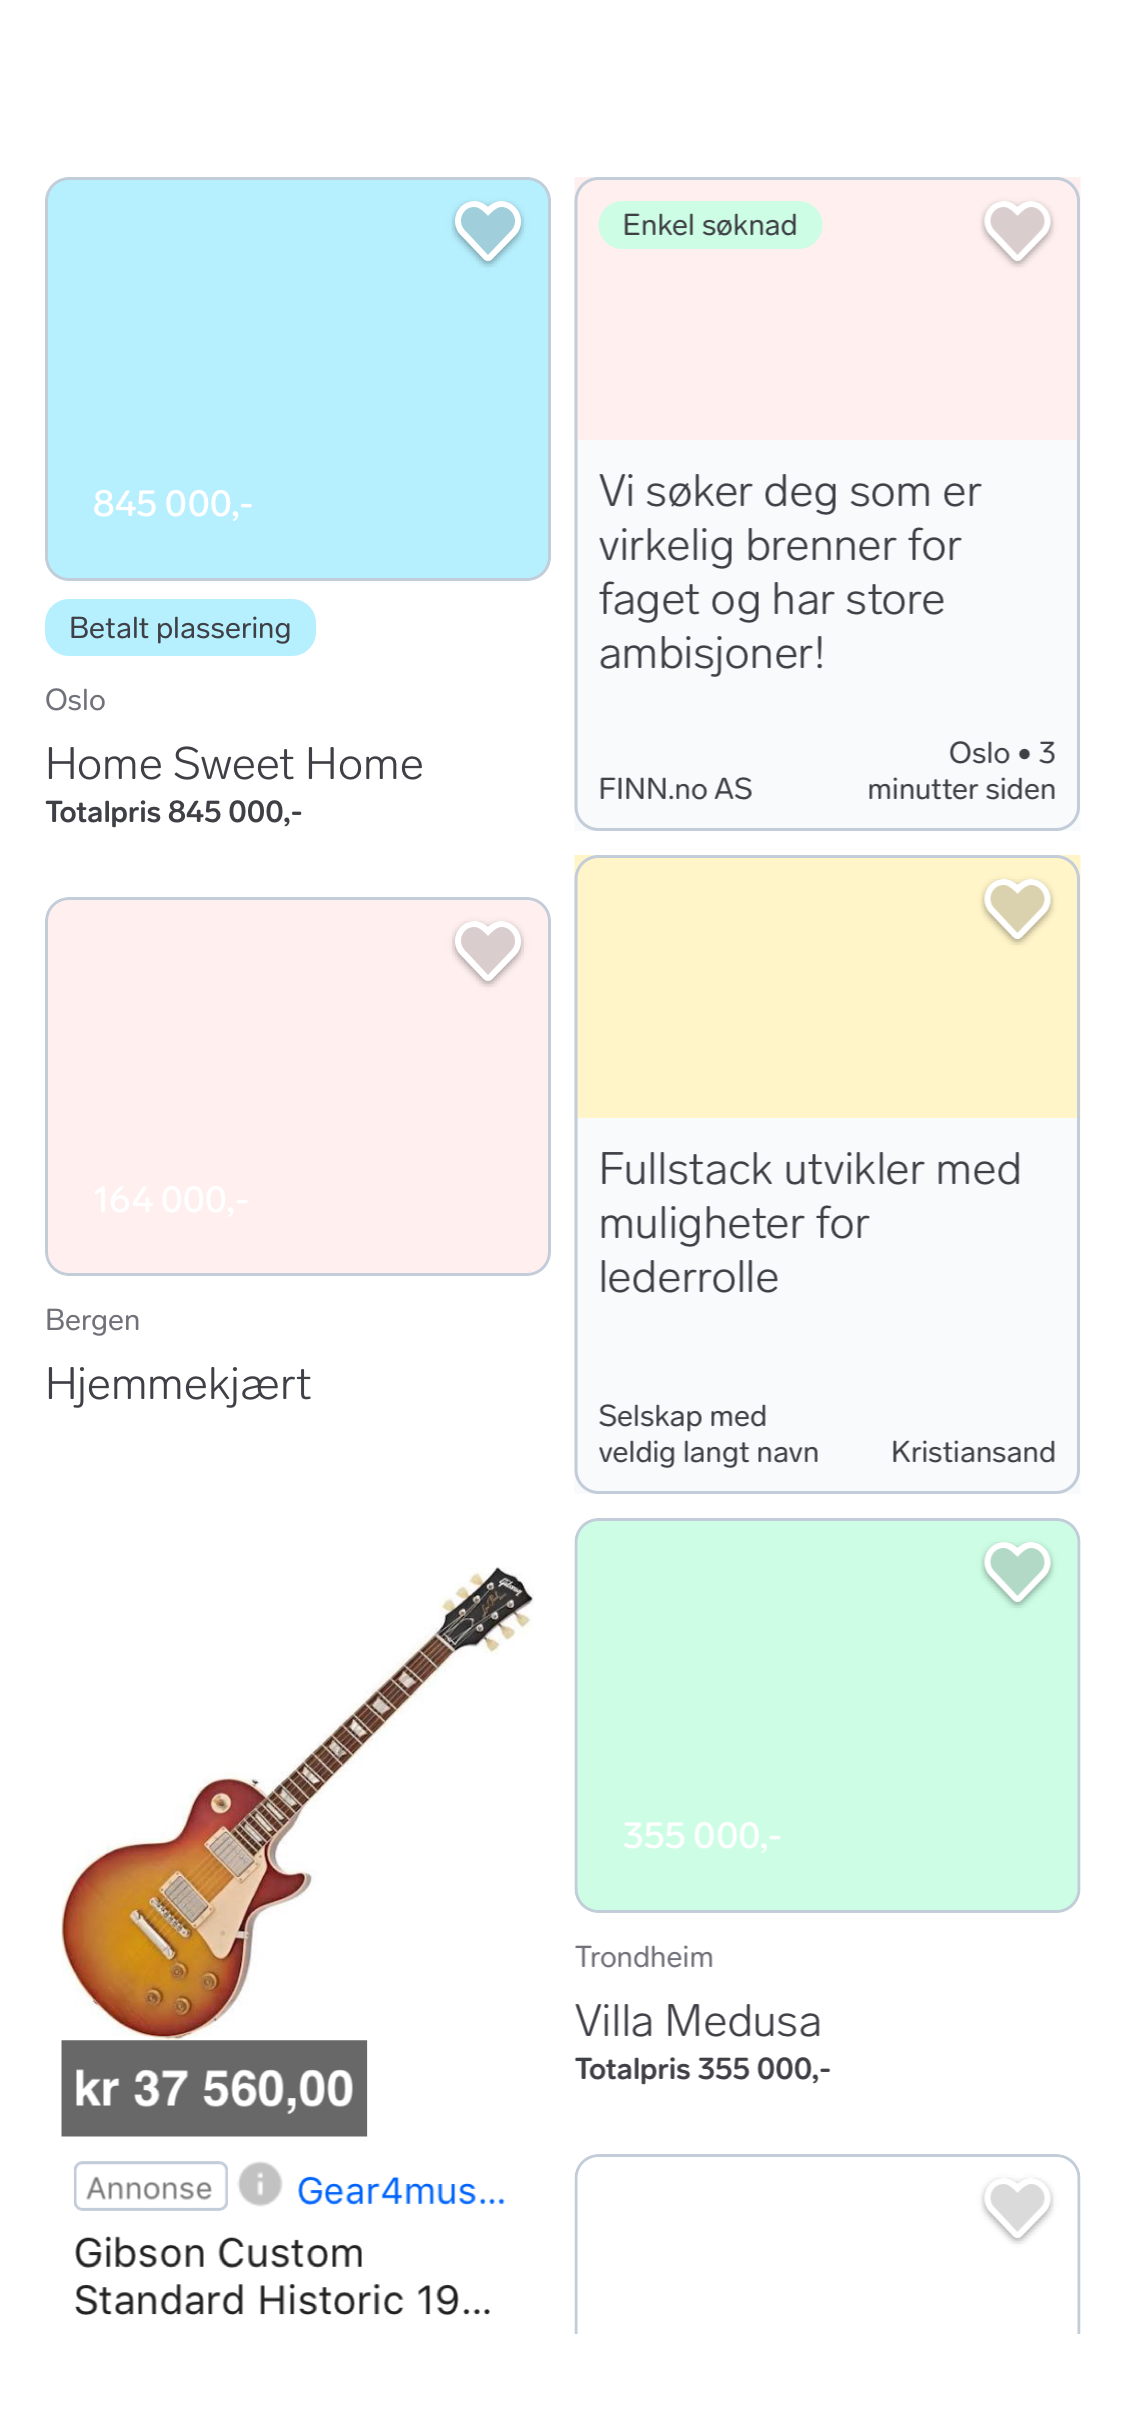 845 000,-
Betalt plassering
Oslo
Home Sweet Home
Totalpris 845 000,-
Enkel søknad
Vi søker deg som er
virkelig brenner for
faget og har store
ambisjoner!
FINN.no AS
Oslo • 3
minutter siden
164 000,-
Bergen
Hjemmekjært
Fullstack utvikler med
muligheter for
lederrolle
Selskap med
veldig langt navn
Kristiansand
Gibson
kr 37 560,00
Annonse
Gear4mus...
Gibson Custom
Standard Historic 19...
355 000,-
Trondheim
Villa Medusa
Totalpris 355 000,-